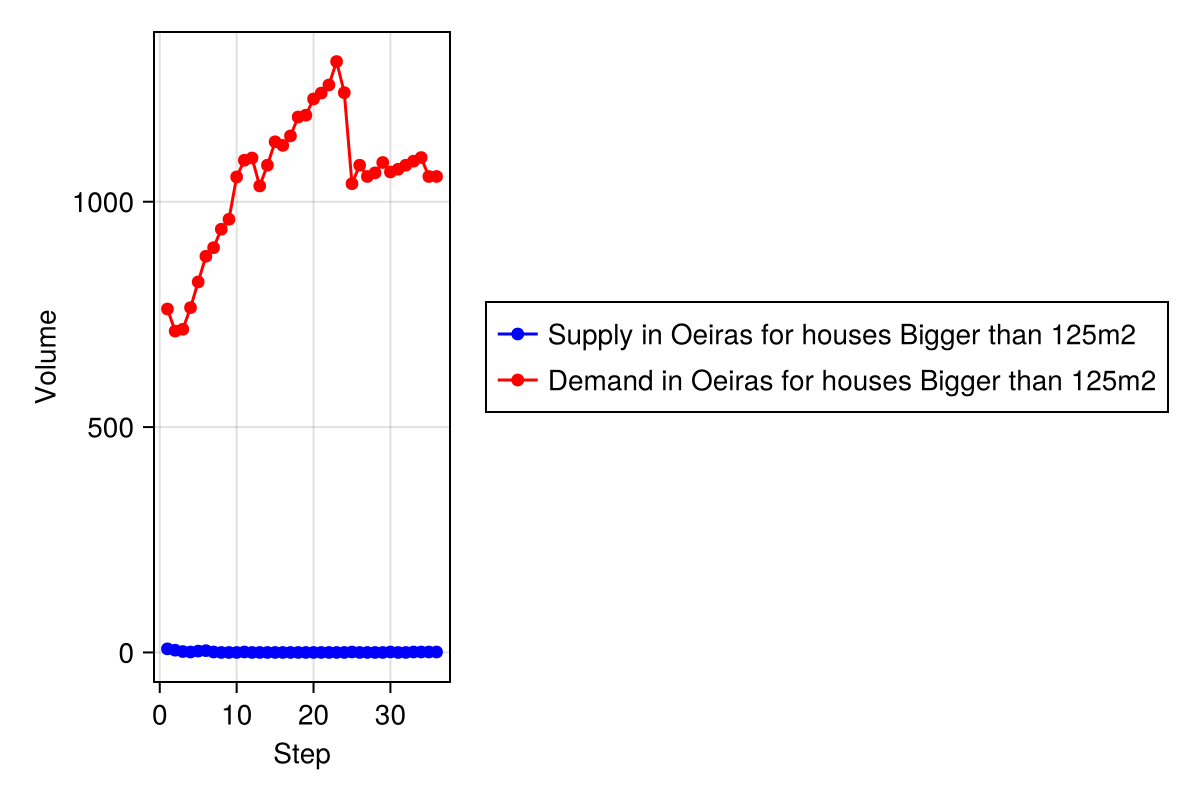 Volume
1000
500
0
0 10 20 30
Step
Supply in Oeiras for houses Bigger than 125m2
Demand in Oeiras for houses Bigger than 125m2